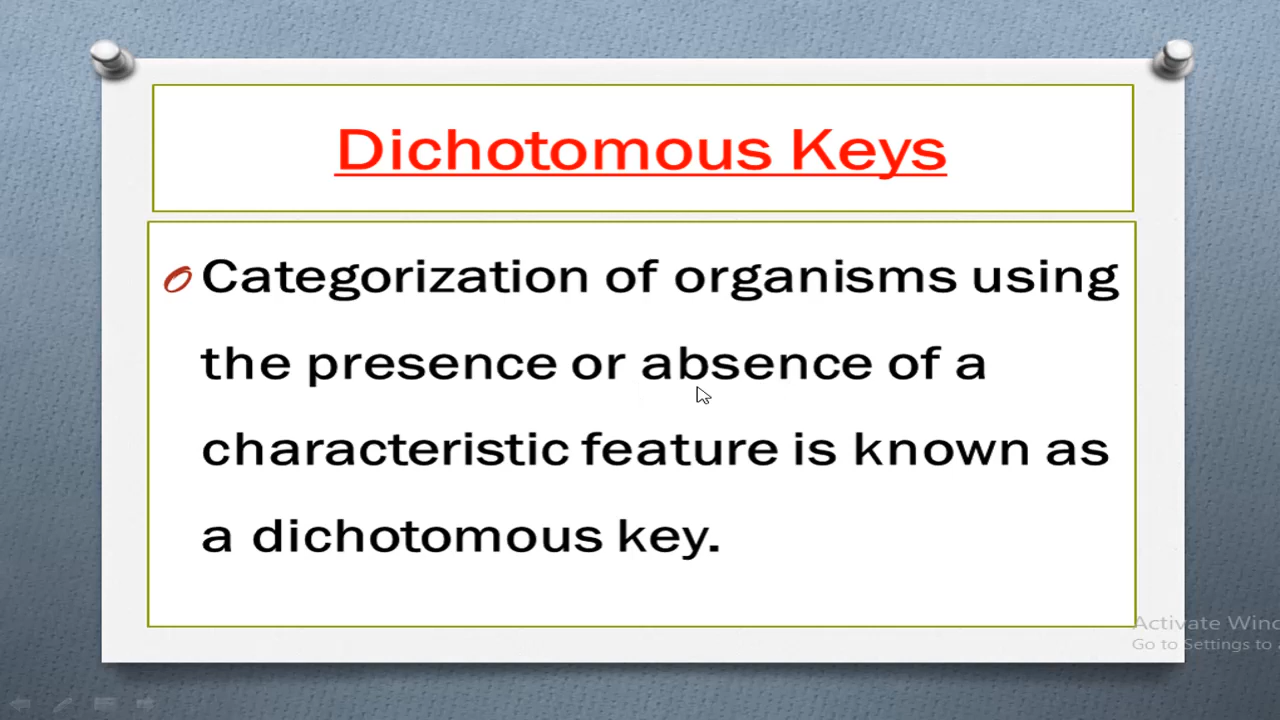 Dichotomous Keys
Categorization of organisms using
the presence or absence of a
characteristic feature is known as
a dichotomous key.
Activate Winc
Go to Settings to